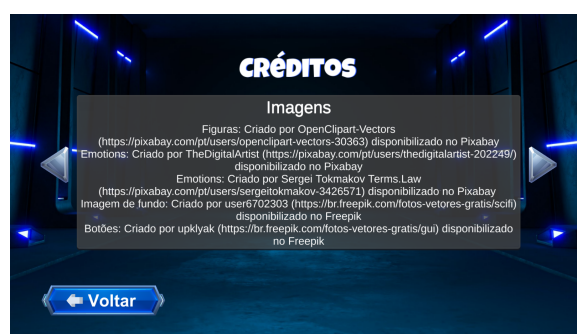 CRéDITOS
Imagens
Figuras: Criado por OpenClipart-Vectors
(https://pixabay.com/pt/users/openclipart-vectors-30363) disponibilizado no Pixabay
Emotions: Criado por TheDigitalArtist (https://pixabay.com/pt/users/thedigitalartist-202249/)
disponibilizado no Pixabay
Emotions: Criado por Sergei Tokmakov Terms.Law
(https://pixabay.com/pt/users/sergeitokmakov-3426571) disponibilizado no Pixabay
Imagem de fundo: Criado por user6702303 (https://br.freepik.com/fotos-vetores-gratis/scifi)
disponibilizado no Freepik
Botões: Criado por upklyak (https://br.freepik.com/fotos-vetores-gratis/gui) disponibilizado
no Freepik
Voltar